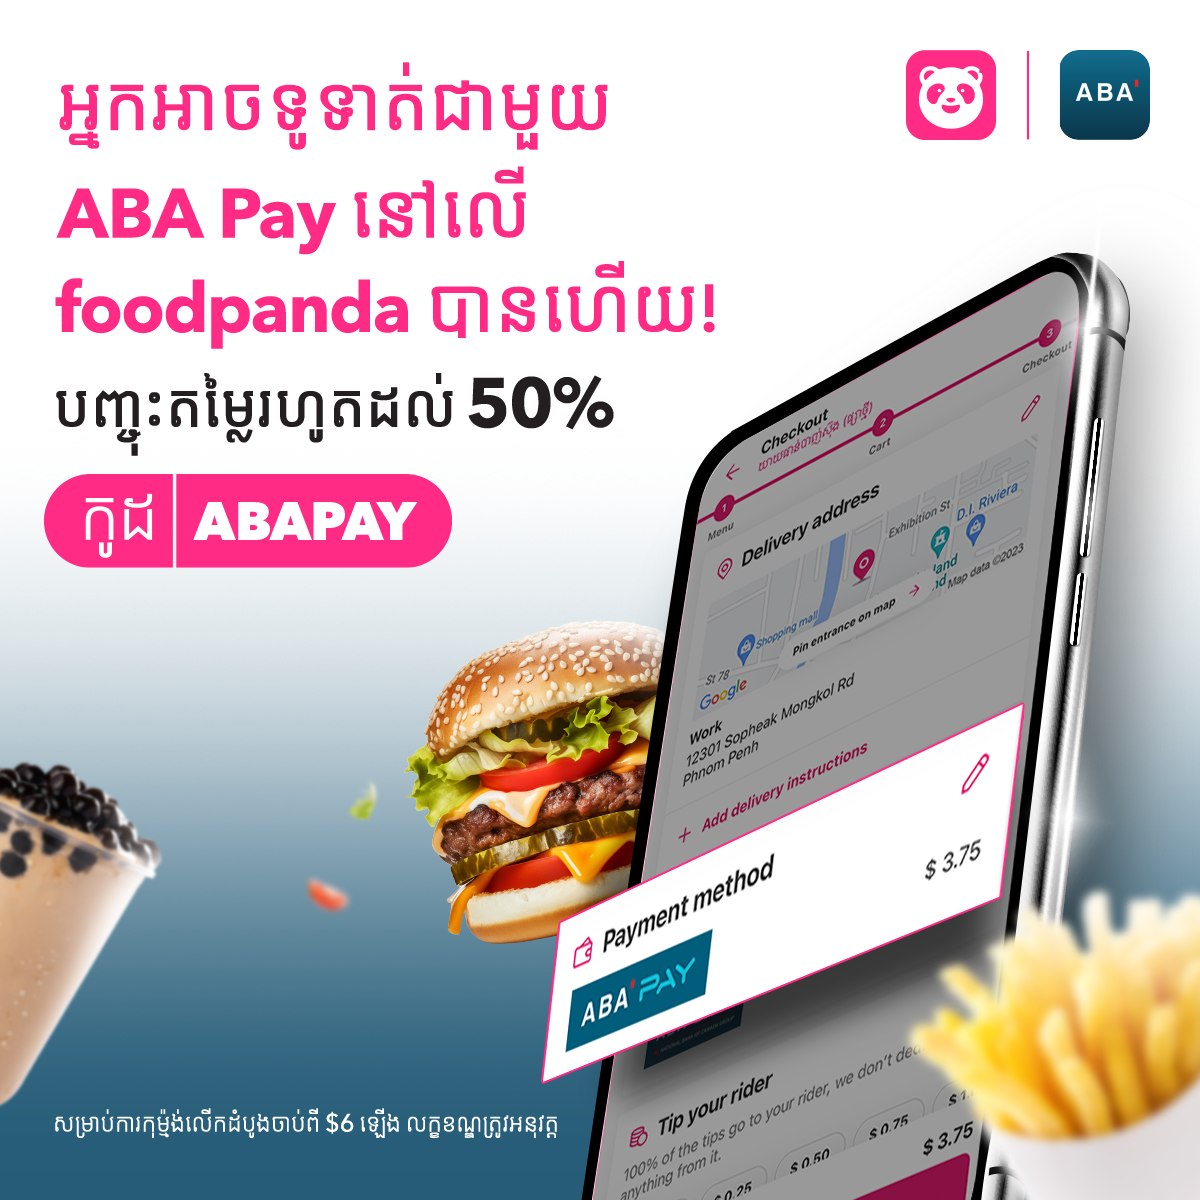 អ្នកអាចទូទាត់ជាមួយ
ABA Pay នៅលើ
foodpanda បានហើយ!
បញ្ចុះតម្លៃរហូតដល់ 50%
កូដ ABAPAY
ABA'
Checkout
1
Menu
2
Cart
3
Checkout
Delivery address
Exhibition St
D.I. Riviera
Shopping mall
Pin entrance on map
Map data ©2023
St 78
Google
Work
12301 Sopheak Mongkol Rd
Phnom Penh
+ Add delivery instructions
Payment method
$ 3.75
ABA' PAY
Tip your rider
100% of the tips go to your rider, we don't
anything from it.
0.25
$ 0.50
$ 0.75
$ 3.75
សម្រាប់ការកុម្ម៉ង់លើកដំបូងចាប់ពី $6 ឡើង លក្ខខណ្ឌត្រូវអនុវត្ត